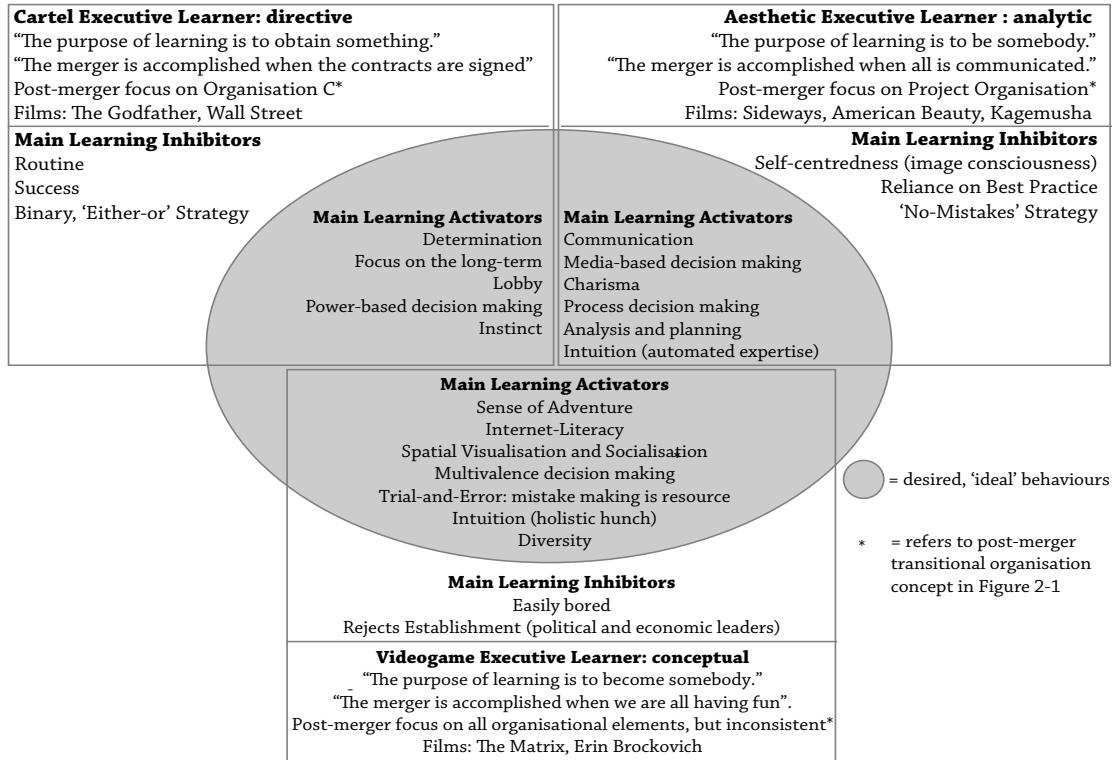 Cartel Executive Learner: directive
“The purpose of learning is to obtain something.”
“The merger is accomplished when the contracts are signed”
Post-merger focus on Organisation C*
Films: The Godfather, Wall Street
Main Learning Inhibitors
Routine
Success
Binary, ‘Either-or’ Strategy
Main Learning Activators
Determination
Focus on the long-term
Lobby
Power-based decision making
Instinct
Aesthetic Executive Learner : analytic
“The purpose of learning is to be somebody.”
“The merger is accomplished when all is communicated.”
Post-merger focus on Project Organisation*
Films: Sideways, American Beauty, Kagemusha
Main Learning Inhibitors
Self-centredness (image consciousness)
Reliance on Best Practice
‘No-Mistakes’ Strategy
Main Learning Activators
Communication
Media-based decision making
Charisma
Process decision making
Analysis and planning
Intuition (automated expertise)
Main Learning Activators
Sense of Adventure
Internet-Literacy
Spatial Visualisation and Socialisation
Multivalence decision making*
Trial-and-Error: mistake making is resource
Intuition (holistic hunch)
Diversity
Main Learning Inhibitors
Easily bored
Rejects Establishment (political and economic leaders)
Videogame Executive Learner: conceptual
“The purpose of learning is to become somebody.”
“The merger is accomplished when we are all having fun”.
Post-merger focus on all organisational elements, but inconsistent*
Films: The Matrix, Erin Brockovich
= desired, ‘ideal’ behaviours
* = refers to post-merger
transitional organisation
concept in Figure 2-1